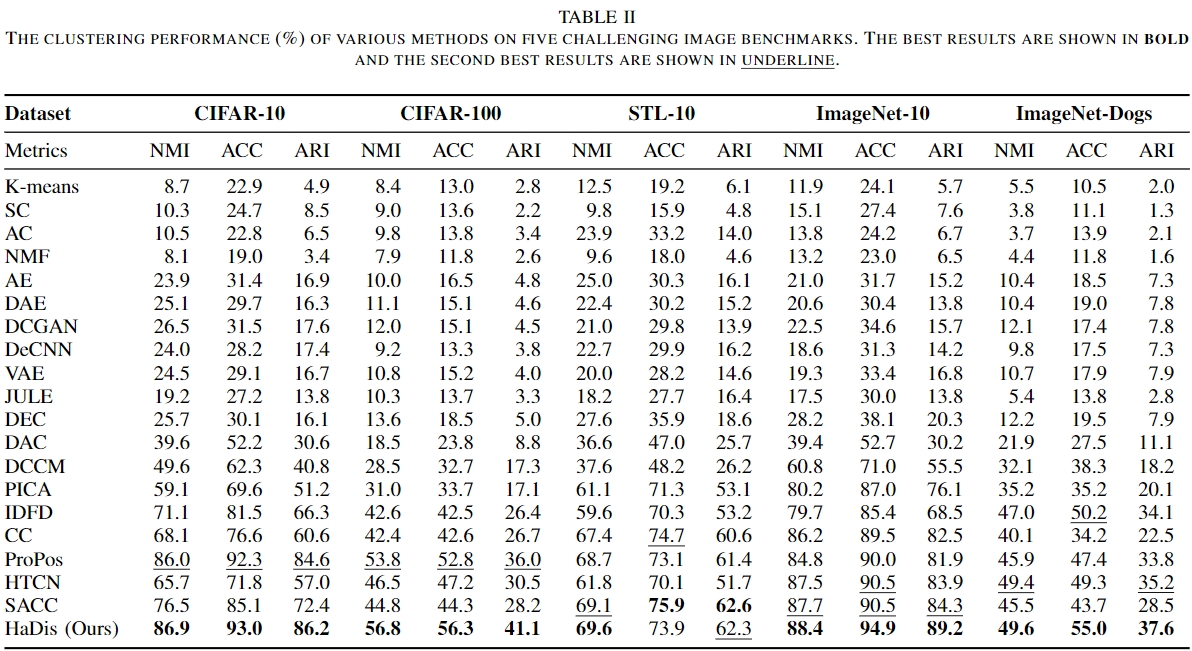 TABLE II
THE CLUSTERING PERFORMANCE (%) OF VARIOUS METHODS ON FIVE CHALLENGING IMAGE BENCHMARKS. THE BEST RESULTS ARE SHOWN IN BOLD
AND THE SECOND BEST RESULTS ARE SHOWN IN UNDERLINE.
Dataset CIFAR-10 CIFAR-100 STL-10 ImageNet-10 ImageNet-Dogs
Metrics NMI ACC ARI NMI ACC ARI NMI ACC ARI NMI ACC ARI NMI ACC ARI
K-means 8.7 22.9 4.9 8.4 13.0 2.8 12.5 19.2 6.1 11.9 24.1 5.7 5.5 10.5 2.0
SC 10.3 24.7 8.5 9.0 13.6 2.2 9.8 15.9 4.8 15.1 27.4 7.6 3.8 11.1 1.3
AC 10.5 22.8 6.5 9.8 13.8 3.4 23.9 33.2 14.0 13.8 24.2 6.7 3.7 13.9 2.1
NMF 8.1 19.0 3.4 7.9 11.8 2.6 9.6 18.0 4.6 13.2 23.0 6.5 4.4 11.8 1.6
AE 23.9 31.4 16.9 10.0 16.5 4.8 25.0 30.3 16.1 21.0 31.7 15.2 10.4 18.5 7.3
DAE 25.1 29.7 16.3 11.1 15.1 4.6 22.4 30.2 15.2 20.6 30.4 13.8 10.4 19.0 7.8
DCGAN 26.5 31.5 17.6 12.0 15.1 4.5 21.0 29.8 13.9 22.5 34.6 15.7 12.1 17.4 7.8
DeCNN 24.0 28.2 17.4 9.2 13.3 3.8 22.7 29.9 16.2 18.6 31.3 14.2 9.8 17.5 7.3
VAE 24.5 29.1 16.7 10.8 15.2 4.0 20.0 28.2 14.6 19.3 33.4 16.8 10.7 17.9 7.9
JULE 19.2 27.2 13.8 10.3 13.7 3.3 18.2 27.7 16.4 17.5 30.0 13.8 5.4 13.8 2.8
DEC 25.7 30.1 16.1 13.6 18.5 5.0 27.6 35.9 18.6 28.2 38.1 20.3 12.2 19.5 7.9
DAC 39.6 52.2 30.6 18.5 23.8 8.8 36.6 47.0 25.7 39.4 52.7 30.2 21.9 27.5 11.1
DCCM 49.6 62.3 40.8 28.5 32.7 17.3 37.6 48.2 26.2 60.8 71.0 55.5 32.1 38.3 18.2
PICA 59.1 69.6 51.2 31.0 33.7 17.1 61.1 71.3 53.1 80.2 87.0 76.1 35.2 35.2 20.1
IDFD 71.1 81.5 66.3 42.6 42.5 26.4 59.6 70.3 53.2 79.7 85.4 68.5 47.0 50.2 34.1
CC 68.1 76.6 60.6 42.4 42.6 26.7 67.4 74.7 60.6 86.2 89.5 82.5 40.1 34.2 22.5
ProPos 86.0 92.3 84.6 53.8 52.8 36.0 68.7 73.1 61.4 84.8 90.0 81.9 45.9 47.4 33.8
HTCN 65.7 71.8 57.0 46.5 47.2 30.5 61.8 70.1 51.7 87.5 90.5 83.9 49.4 49.3 35.2
SACC 76.5 85.1 72.4 44.8 44.3 28.2 69.1 75.9 62.6 87.7 90.5 84.3 45.5 43.7 28.5
HaDis (Ours) 86.9 93.0 86.2 56.8 56.3 41.1 69.6 73.9 62.3 88.4 94.9 89.2 49.6 55.0 37.6